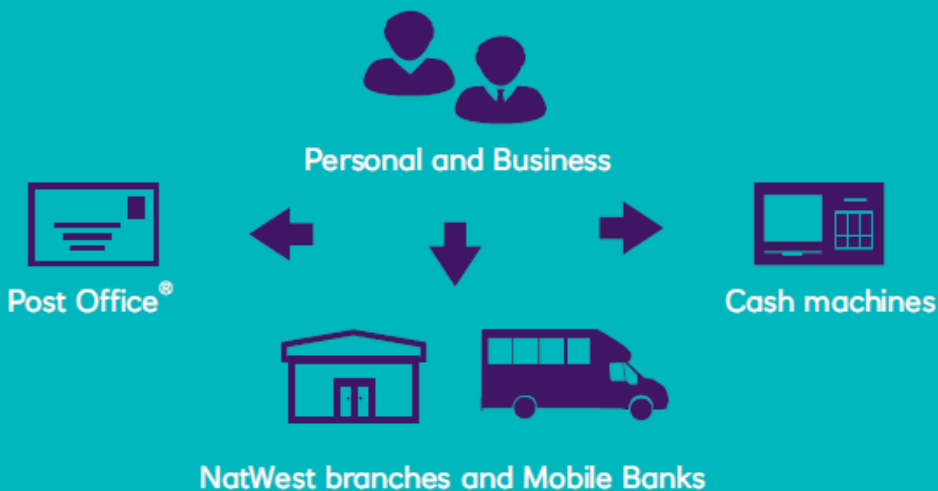 Personal and Business
Post Office®
Cash machines
NatWest branches and Mobile Banks